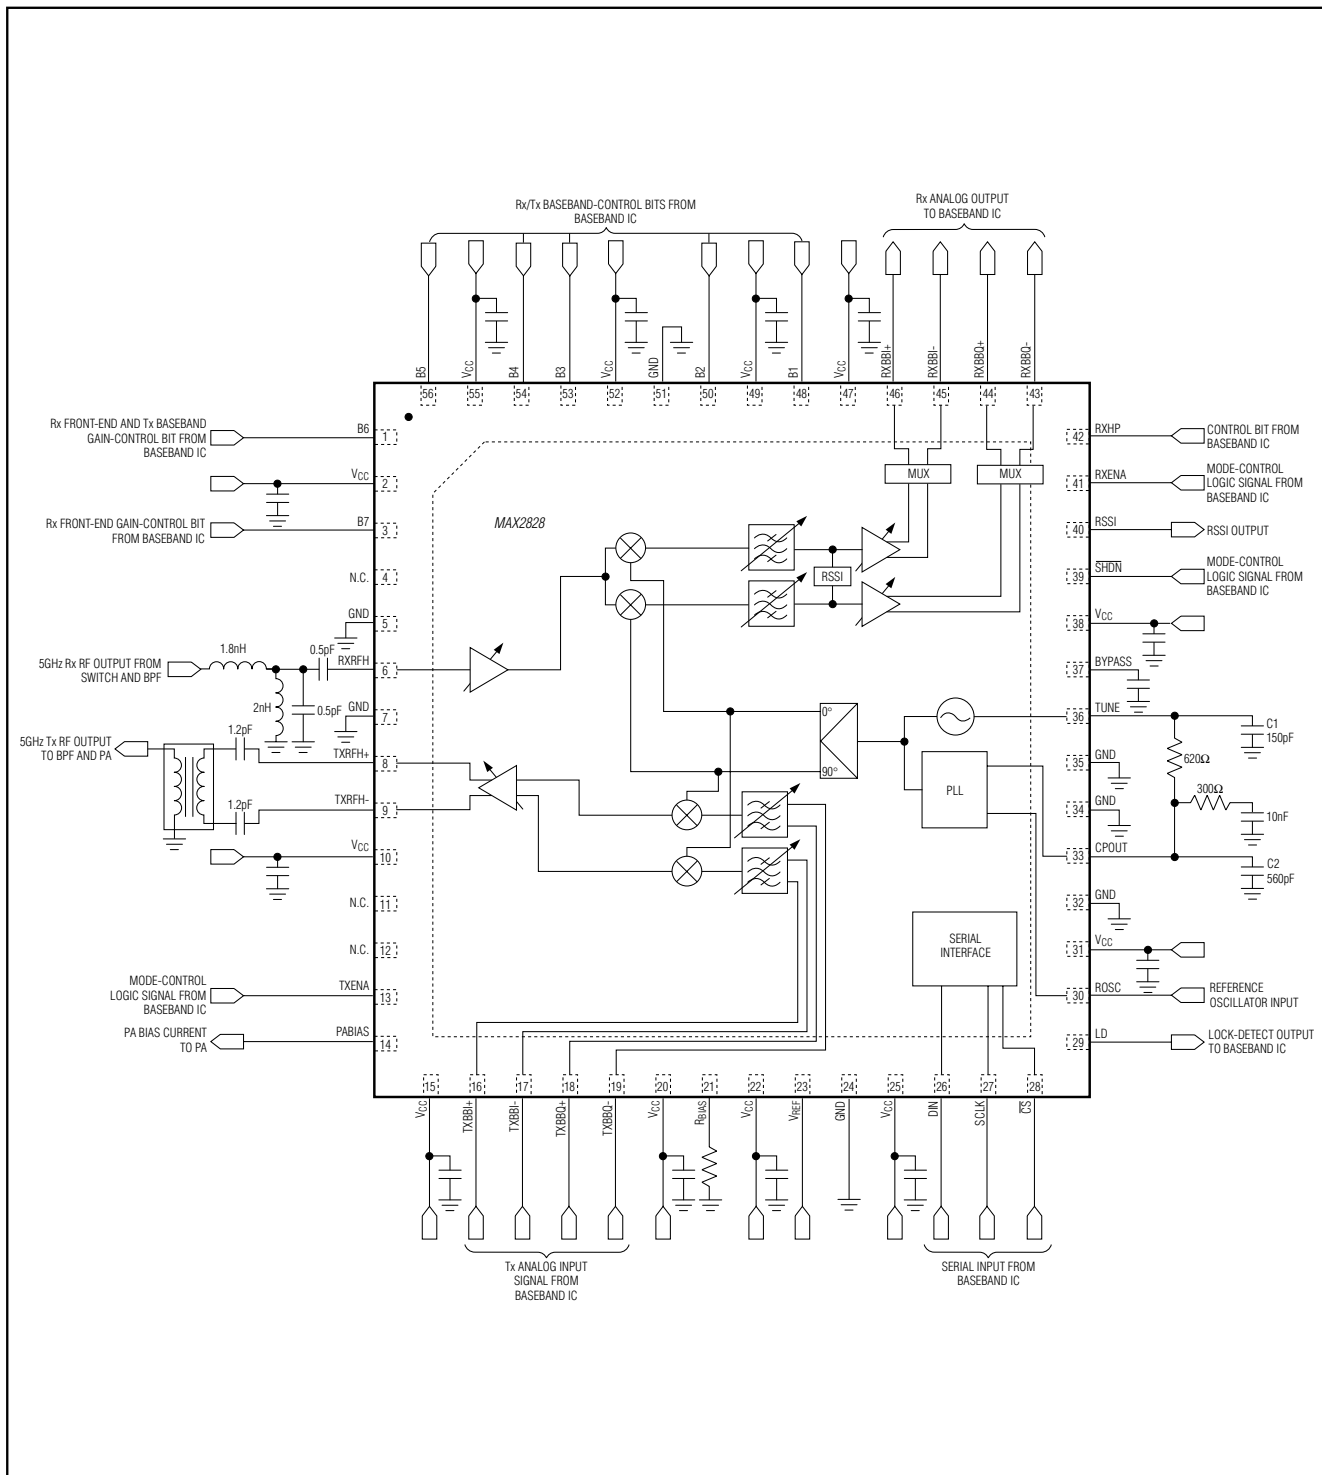 Rx/Tx BASEBAND-CONTROL BITS FROM
BASEBAND IC
Rx ANALOG OUTPUT
TO BASEBAND IC
B5
VCC
B4
B3
VCC
GND
B2
VCC
B1
VCC
RXBBI+
RXBBI-
RXBBQ+
RXBBQ-
56
55
54
53
52
51
50
49
48
47
46
45
44
43
Rx FRONT-END AND Tx BASEBAND
GAIN-CONTROL BIT FROM
BASEBAND IC
B6
1
VCC
2
Rx FRONT-END GAIN-CONTROL BIT
FROM BASEBAND IC
B7
3
N.C.
4
GND
5
5GHz Rx RF OUTPUT FROM
SWITCH AND BPF
1.8nH
0.5pF
RXRFH
6
2nH
0.5pF
GND
7
5GHz Tx RF OUTPUT
TO BPF AND PA
1.2pF
TXRFH+
8
1.2pF
TXRFH-
9
VCC
10
N.C.
11
N.C.
12
MODE-CONTROL
LOGIC SIGNAL FROM
BASEBAND IC
TXENA
13
PA BIAS CURRENT
TO PA
PABIAS
14
MAX2828
MUX
MUX
RSSI
0°
90°
PLL
SERIAL
INTERFACE
42
RXHP
CONTROL BIT FROM
BASEBAND IC
41
RXENA
MODE-CONTROL
LOGIC SIGNAL FROM
BASEBAND IC
40
RSSI
RSSI OUTPUT
39
SHDN
MODE-CONTROL
LOGIC SIGNAL FROM
BASEBAND IC
38
VCC
37
BYPASS
36
TUNE
C1
150pF
620Ω
35
GND
300Ω
34
GND
10nF
33
CPOUT
C2
560pF
32
GND
31
VCC
30
ROSC
REFERENCE
OSCILLATOR INPUT
29
LD
LOCK-DETECT OUTPUT
TO BASEBAND IC
15
16
17
18
19
20
21
22
23
24
25
26
27
28
VCC
TXBBI+
TXBBI-
TXBBQ+
TXBBQ-
VCC
RBIAS
VCC
VREF
GND
VCC
DIN
SCLK
CS
Tx ANALOG INPUT
SIGNAL FROM
BASEBAND IC
SERIAL INPUT FROM
BASEBAND IC